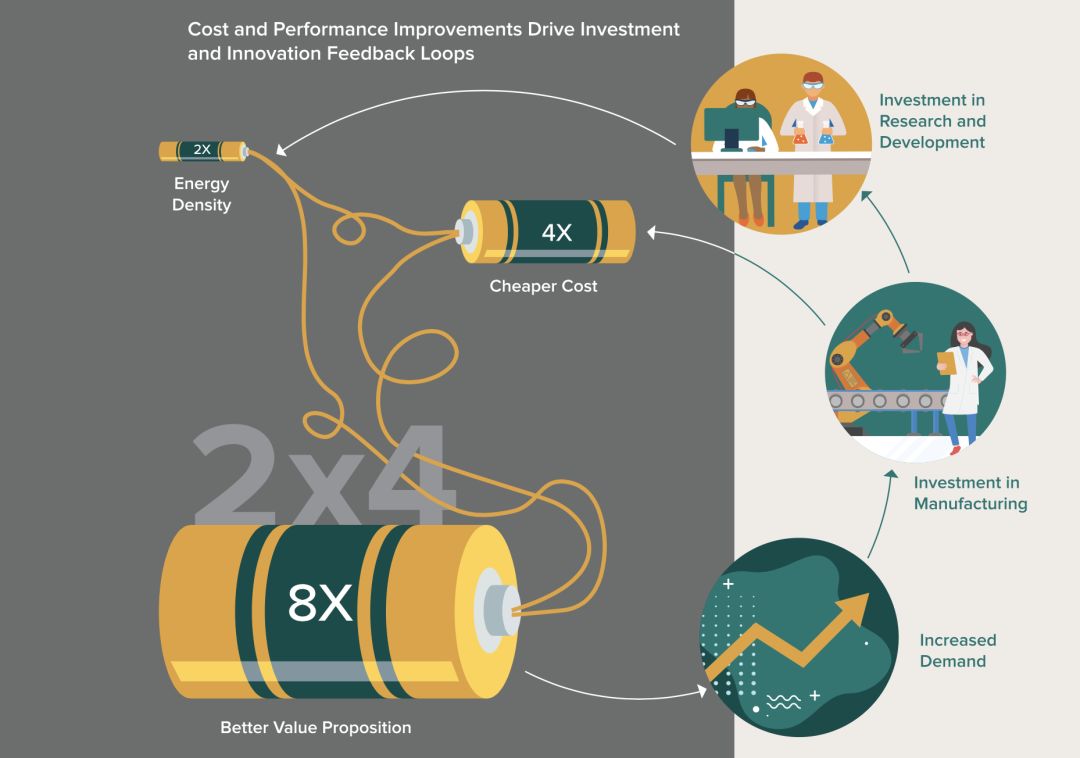 Cost and Performance Improvements Drive Investment
and Innovation Feedback Loops
Investment in
Research and
Development
2X
Energy
Density
4X
Cheaper Cost
2x4
Investment in
Manufacturing
8X
Increased
Demand
Better Value Proposition